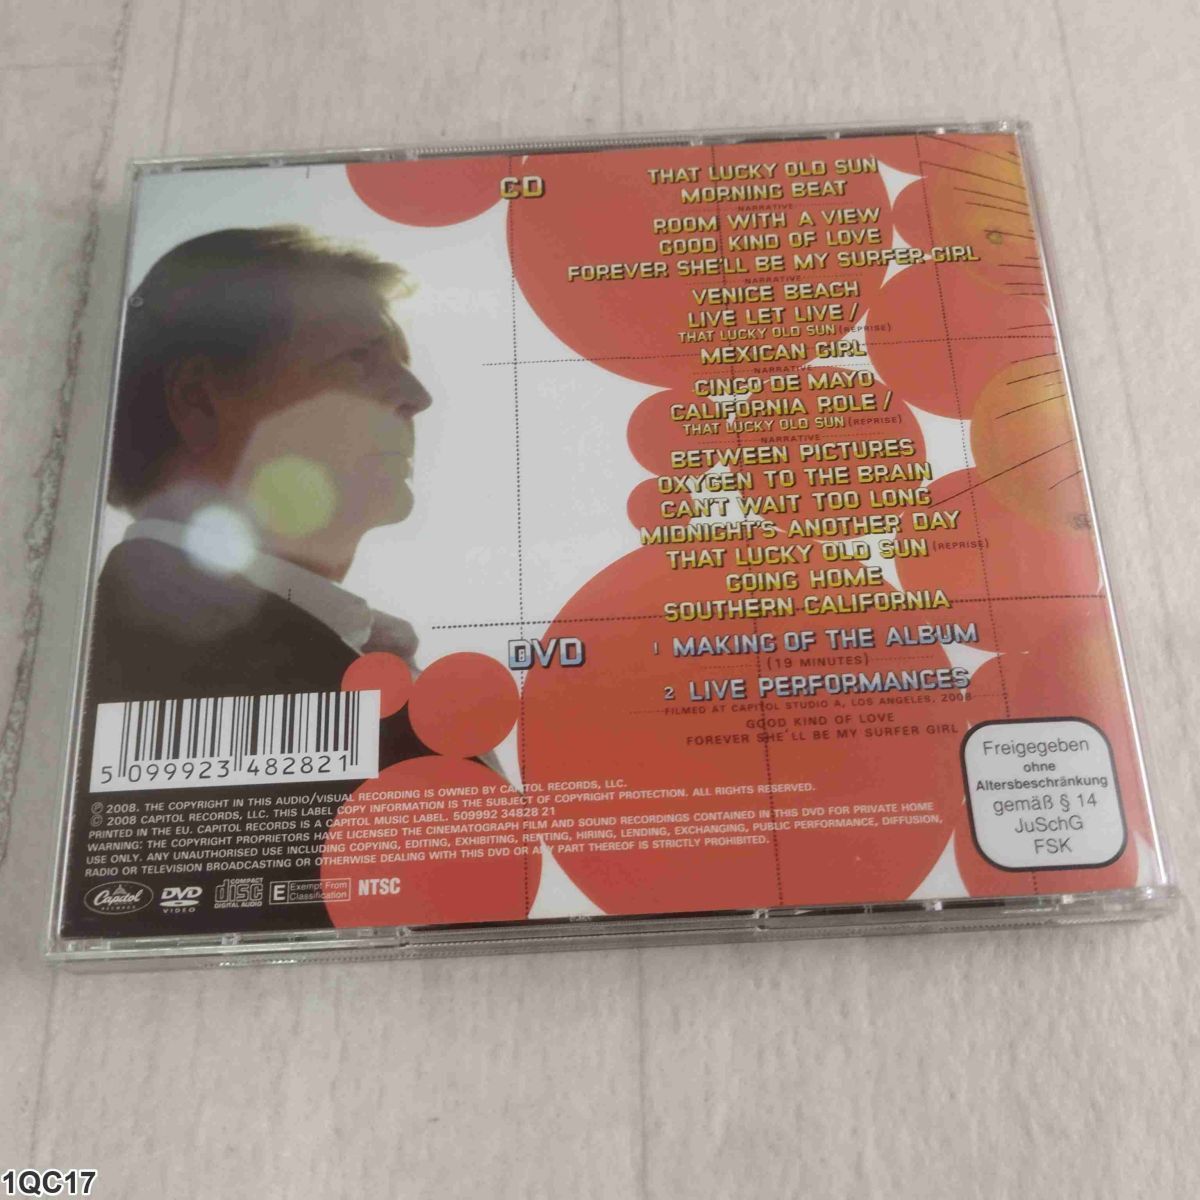 CD
THAT LUCKY OLD SUN
MORNING BEAT
NARRATIVE
ROOM WITH A VIEW
GOOD KIND OF LOVE
FOREVER SHE'LL BE MY SURFER GIRL
NARRATIVE
VENICE BEACH
LIVE LET LIVE /
THAT LUCKY OLD SUN (REPRISE)
MEXICAN GIRL
NARRATIVE
CINCO DE MAYO
CALIFORNIA ROLE /
THAT LUCKY OLD SUN (REPRISE)
NARRATIVE
BETWEEN PICTURES
OXYGEN TO THE BRAIN
CAN'T WAIT TOO LONG
MIDNIGHT'S ANOTHER DAY
THAT LUCKY OLD SUN (REPRISE)
GOING HOME
SOUTHERN CALIFORNIA
DVD
1 MAKING OF THE ALBUM
(19 MINUTES)
2 LIVE PERFORMANCES
FILMED AT CAPITOL STUDIO A, LOS ANGELES, 2008
GOOD KIND OF LOVE
FOREVER SHE'LL BE MY SURFER GIRL
5 099923 482821
Freigegeben
ohne
Altersbeschränkung
gemäß § 14
JuSchG
FSK
℗ 2008. THE COPYRIGHT IN THIS AUDIO/VISUAL RECORDING IS OWNED BY CAPITOL RECORDS, LLC.
© 2008 CAPITOL RECORDS, LLC. THIS LABEL COPY INFORMATION IS THE SUBJECT OF COPYRIGHT PROTECTION. ALL RIGHTS RESERVED.
PRINTED IN THE EU. CAPITOL RECORDS IS A CAPITOL MUSIC LABEL. 509992 34828 21
WARNING: THE COPYRIGHT PROPRIETORS HAVE LICENSED THE CINEMATOGRAPH FILM AND SOUND RECORDINGS CONTAINED IN THIS DVD FOR PRIVATE HOME
USE ONLY. ANY UNAUTHORISED USE INCLUDING COPYING, EDITING, EXHIBITING, RENTING, HIRING, LENDING, EXCHANGING, PUBLIC PERFORMANCE, DIFFUSION,
RADIO OR TELEVISION BROADCASTING OR OTHERWISE DEALING WITH THIS DVD OR ANY PART THEREOF IS STRICTLY PROHIBITED.
Capitol
RECORDS
DVD
VIDEO
COMPACT
disc
DIGITAL AUDIO
E Exempt From
Classification
NTSC
1QC17